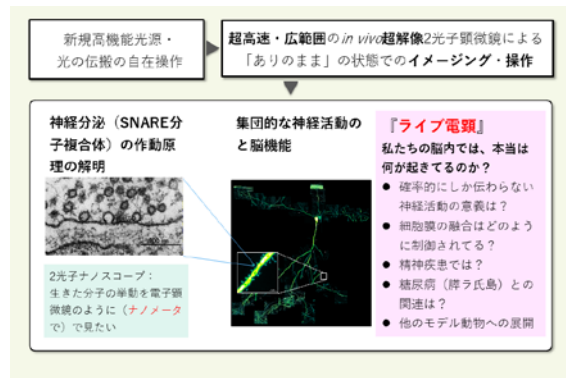 新規高機能光源・
光の伝搬の自在操作
超高速・広範囲のin vivo超解像2光子顕微鏡による
「ありのまま」の状態でのイメージング・操作
神経分泌（SNARE分
子複合体）の作動原
理の解明
2光子ナノスコープ：
生きた分子の挙動を電子顕
微鏡のように（ナノメータ
で）で見たい
集団的な神経活動のの
と脳機能
『ライブ電顕』
私たちの脳内では、本当は
何が起きてるのか？
● 確率的にしか伝わらない
神経活動の意義は？
● 細胞膜の融合はどのよう
に制御されてる？
● 精神疾患では？
● 糖尿病（膵ラ氏島）との
関連は？
● 他のモデル動物への展開